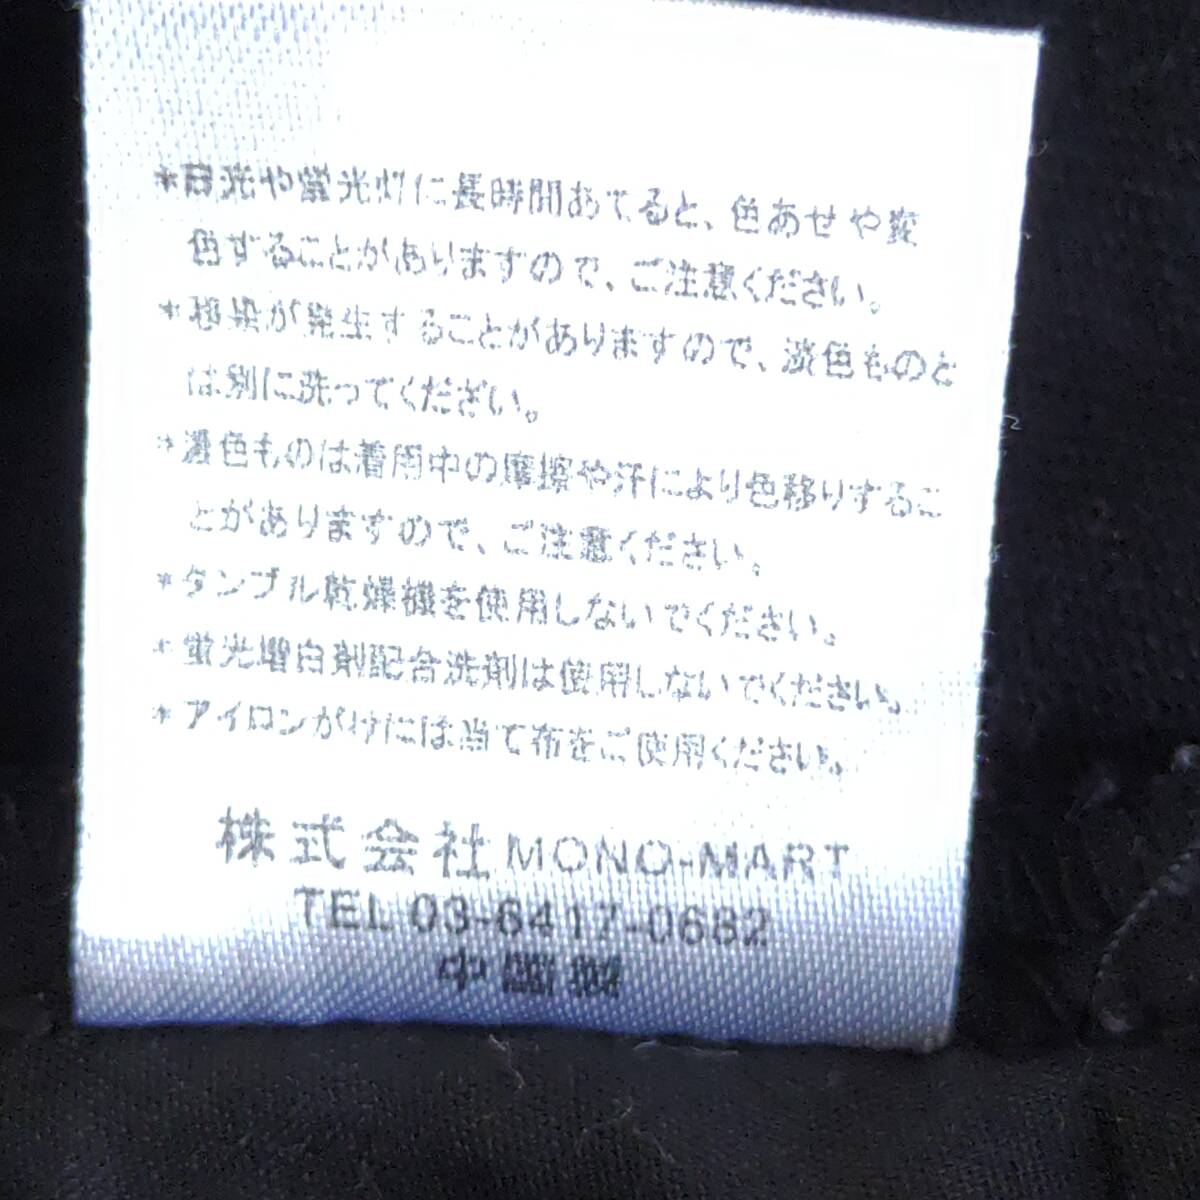 *日光や蛍光灯に長時間あてると、色あせや変
色することがありますので、ご注意ください。
*移染が発生することがありますので、淡色ものと
は別に洗ってください。
*濃色ものは着用中の摩擦や汗により色移りするこ
とがありますので、ご注意ください。
*タンブル乾燥機を使用しないでください。
*蛍光増白剤配合洗剤は使用しないでください。
*アイロンがけには当て布をご使用ください。
株式会社MONO-MART
TEL 03-6417-0682
中国製